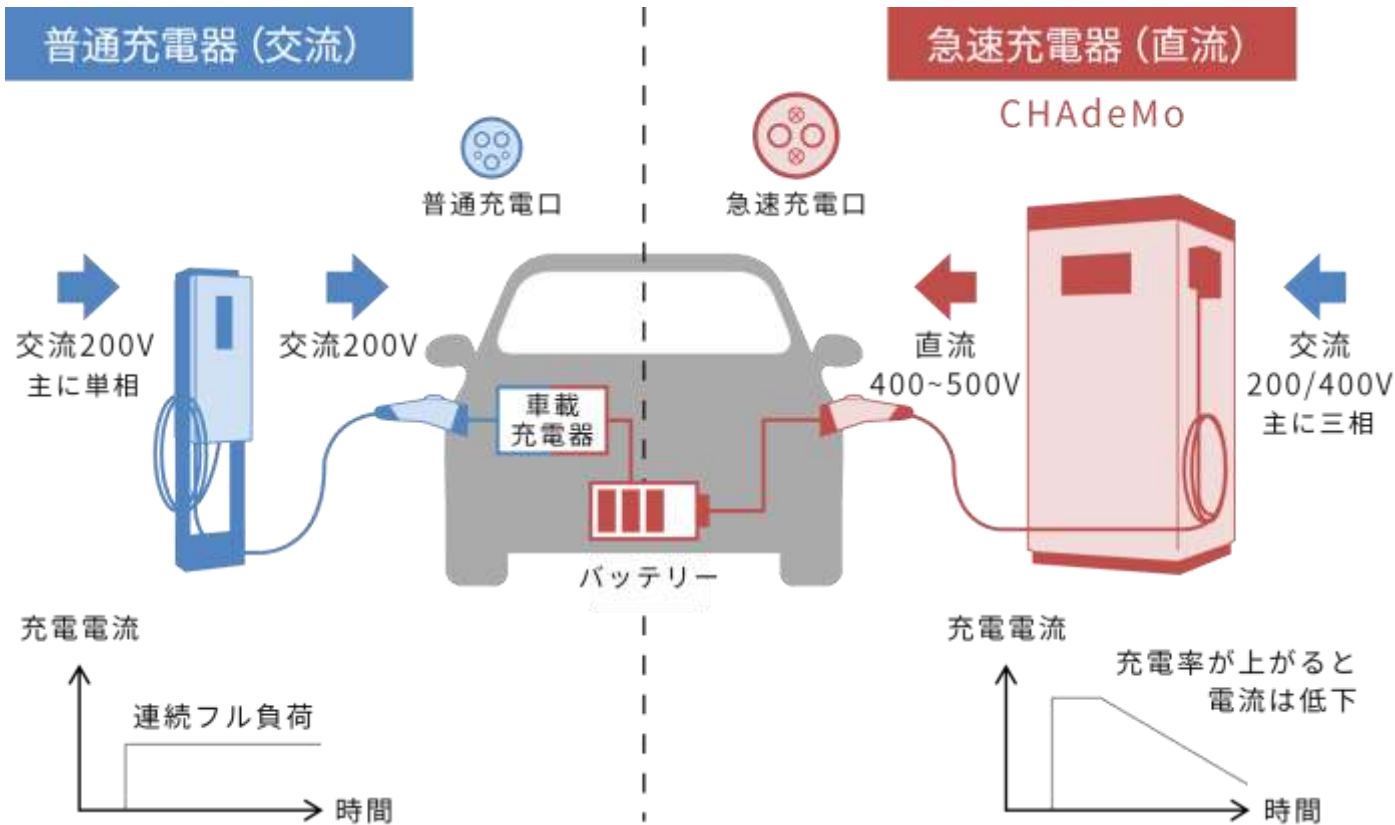 普通充電器（交流）
急速充電器（直流）
CHAdeMo
普通充電口
急速充電口
交流200V
主に単相
交流200V
車載
充電器
バッテリー
直流
400~500V
交流
200/400V
主に三相
充電電流
連続フル負荷
時間
充電電流
充電率が上がると
電流は低下
時間